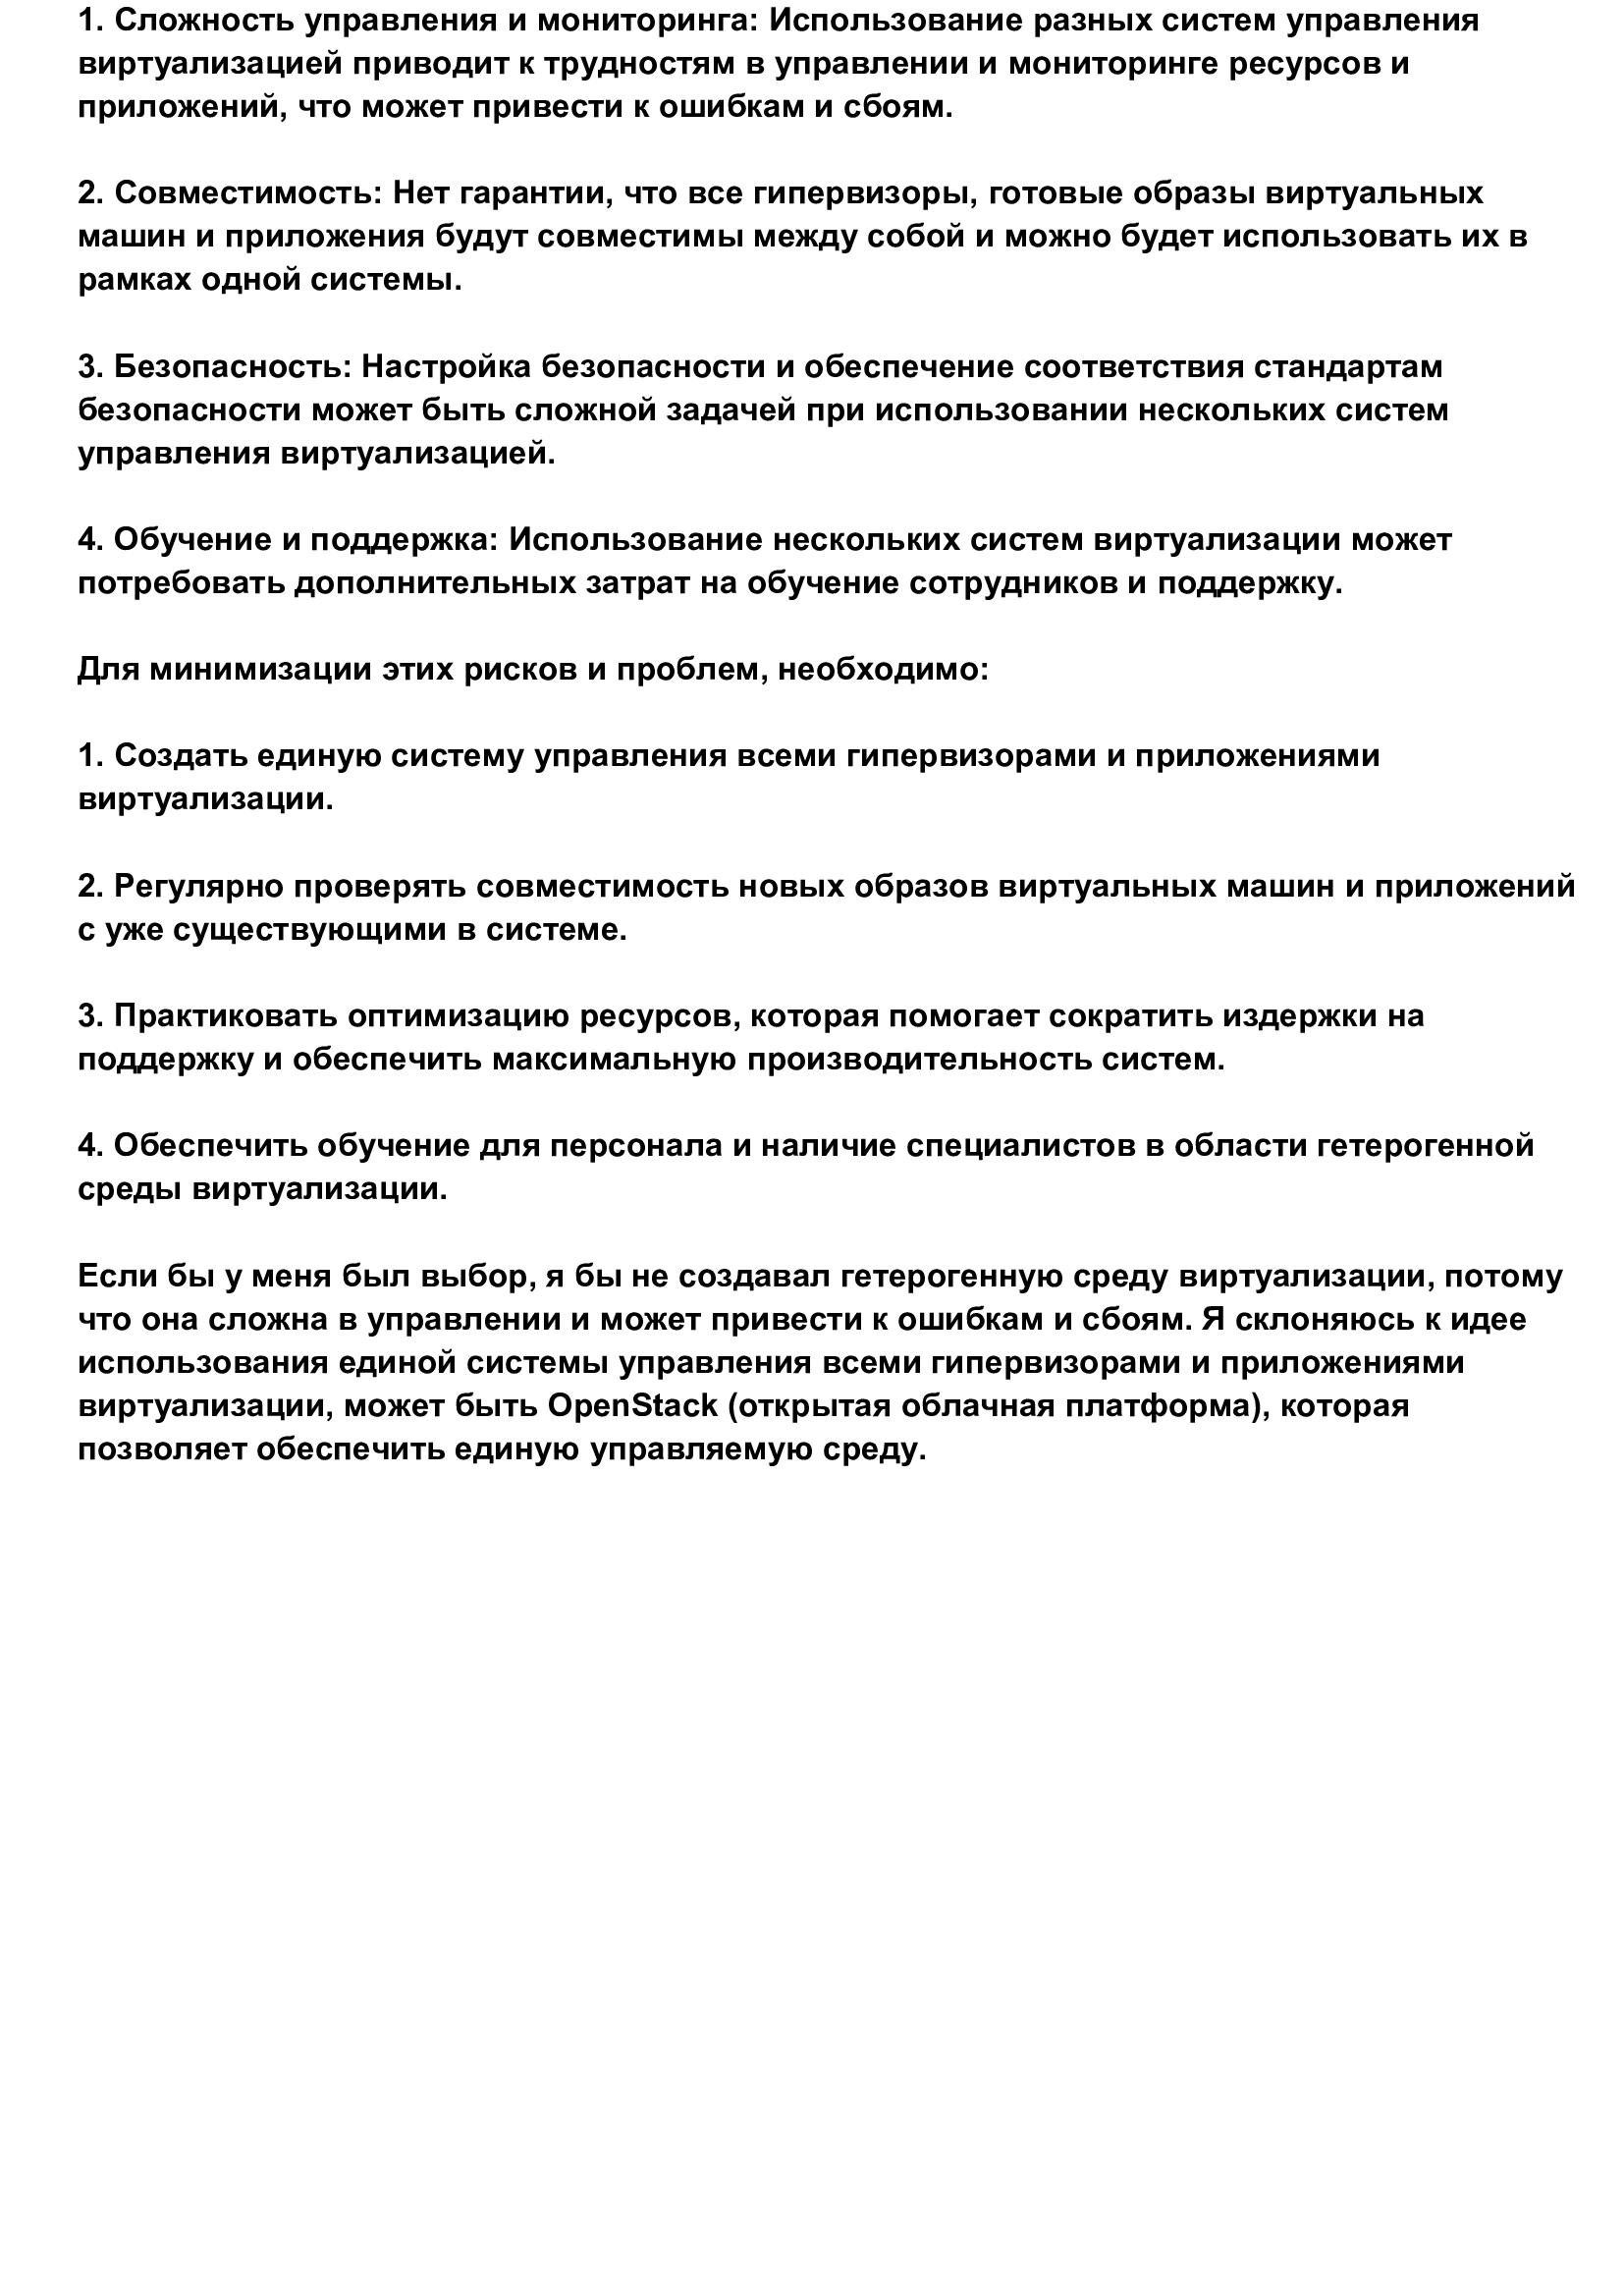 1. Сложность управления и мониторинга: Использование разных систем управления
виртуализацией приводит к трудностям в управлении и мониторинге ресурсов и
приложений, что может привести к ошибкам и сбоям.
2. Совместимость: Нет гарантии, что все гипервизоры, готовые образы виртуальных
машин и приложения будут совместимы между собой и можно будет использовать их в
рамках одной системы.
3. Безопасность: Настройка безопасности и обеспечение соответствия стандартам
безопасности может быть сложной задачей при использовании нескольких систем
управления виртуализацией.
4. Обучение и поддержка: Использование нескольких систем виртуализации может
потребовать дополнительных затрат на обучение сотрудников и поддержку.
Для минимизации этих рисков и проблем, необходимо:
1. Создать единую систему управления всеми гипервизорами и приложениями
виртуализации.
2. Регулярно проверять совместимость новых образов виртуальных машин и приложений
с уже существующими в системе.
3. Практиковать оптимизацию ресурсов, которая помогает сократить издержки на
поддержку и обеспечить максимальную производительность систем.
4. Обеспечить обучение для персонала и наличие специалистов в области гетерогенной
среды виртуализации.
Если бы у меня был выбор, я бы не создавал гетерогенную среду виртуализации, потому
что она сложна в управлении и может привести к ошибкам и сбоям. Я склоняюсь к идее
использования единой системы управления всеми гипервизорами и приложениями
виртуализации, может быть OpenStack (открытая облачная платформа), которая
позволяет обеспечить единую управляемую среду.